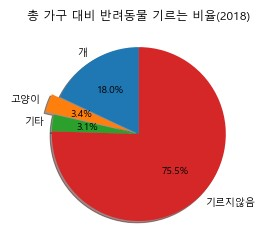 총 가구 대비 반려동물 기르는 비율(2018)
개
18.0%
고양이
3.4%
기타
3.1%
75.5%
기르지않음